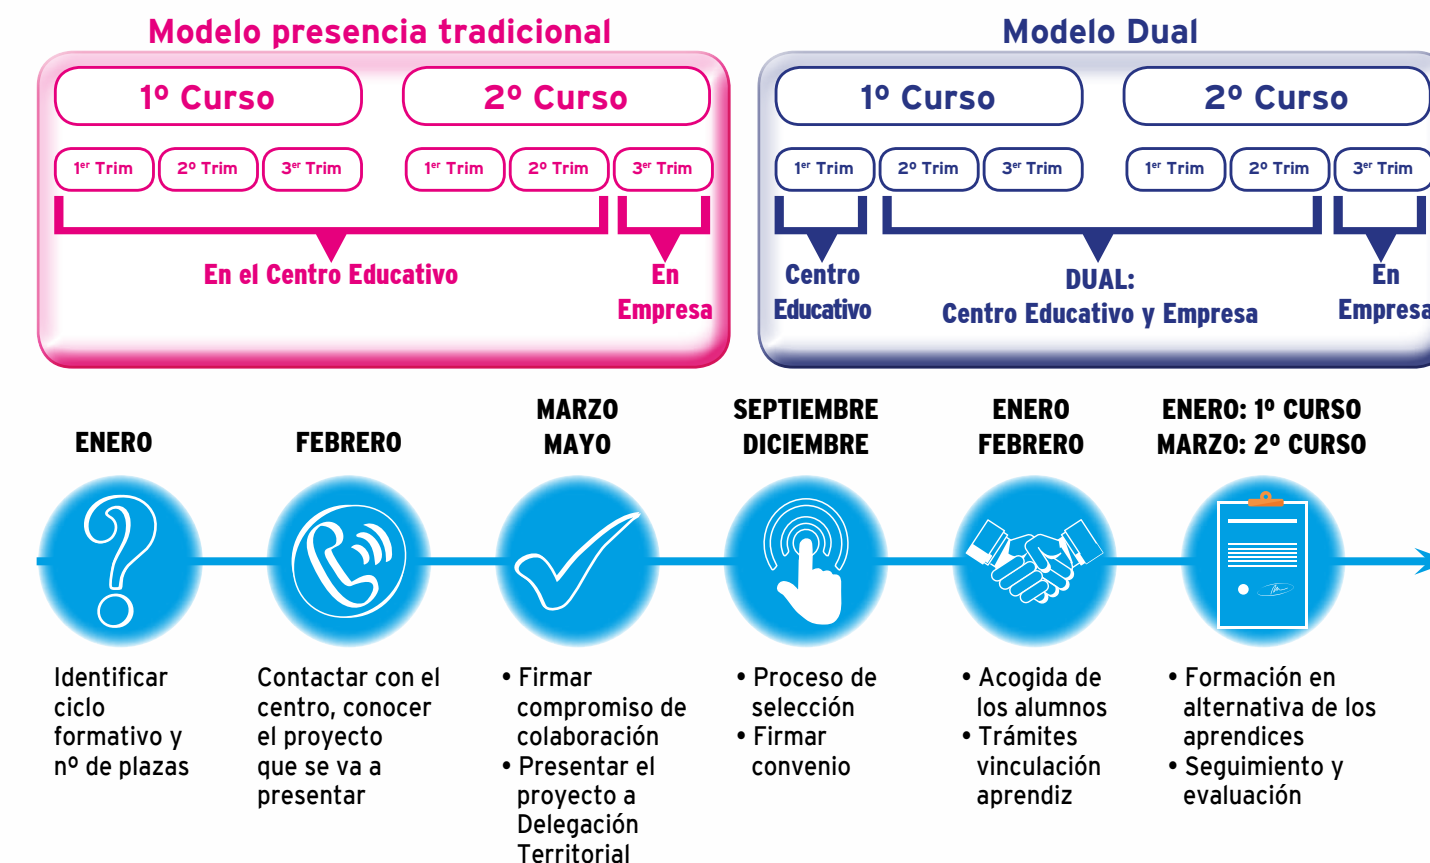 Modelo presencia tradicional
1º Curso
2º Curso
1er Trim
2º Trim
3er Trim
1er Trim
2º Trim
3er Trim
En el Centro Educativo
En
Empresa
Modelo Dual
1º Curso
2º Curso
1er Trim
2º Trim
3er Trim
1er Trim
2º Trim
3er Trim
Centro
Educativo
DUAL:
Centro Educativo y Empresa
En
Empresa
ENERO
Identificar
ciclo
formativo y
nº de plazas
FEBRERO
Contactar con el
centro, conocer
el proyecto
que se va a
presentar
MARZO
MAYO
• Firmar
compromiso de
colaboración
• Presentar el
proyecto a
Delegación
Territorial
SEPTIEMBRE
DICIEMBRE
• Proceso de
selección
• Firmar
convenio
ENERO
FEBRERO
• Acogida de
los alumnos
• Trámites
vinculación
aprendiz
ENERO: 1º CURSO
MARZO: 2º CURSO
• Formación en
alternativa de los
aprendices
• Seguimiento y
evaluación